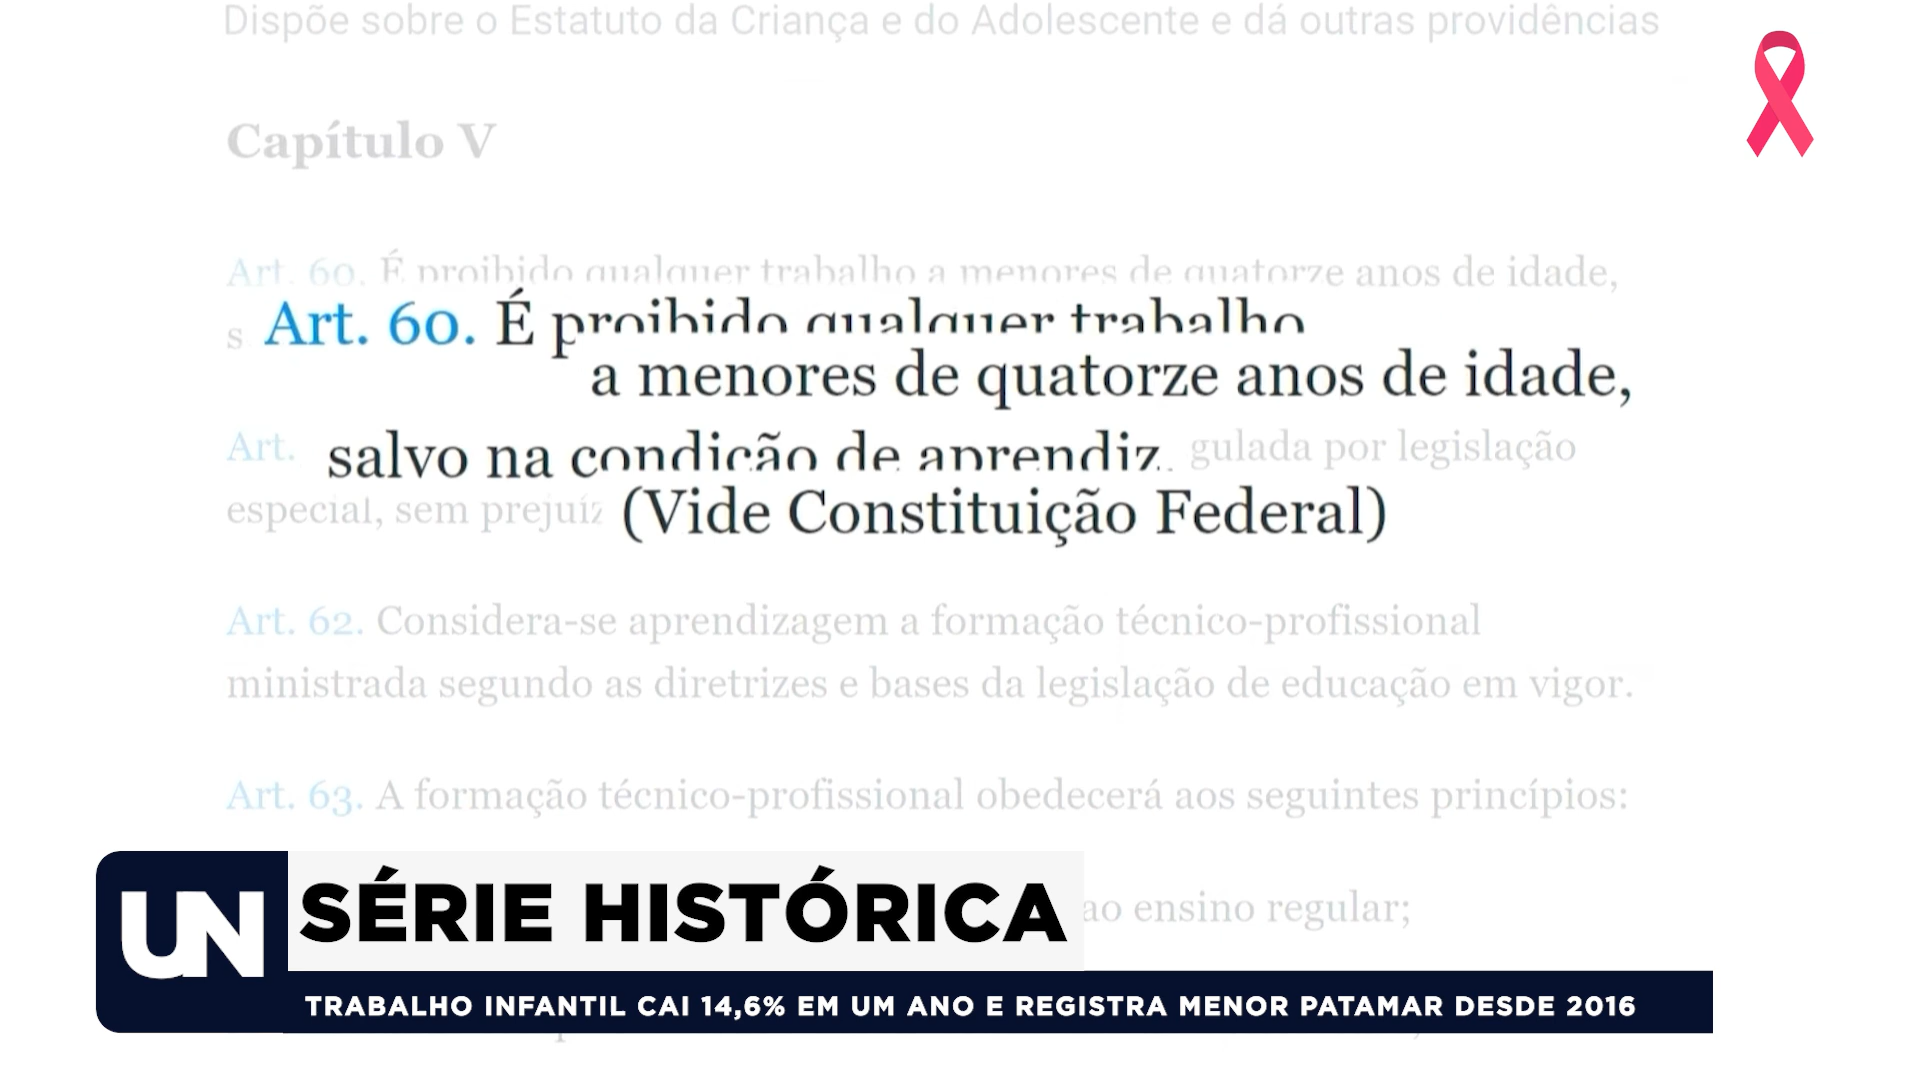 Dispõe sobre o Estatuto da Criança e do Adolescente e dá outras providências
Capítulo V
Art. 60. É proibido qualquer trabalho a menores de quatorze anos de idade,
s
Art. 60. É proibido qualquer trabalho
a menores de quatorze anos de idade,
Art.
salvo na condição de aprendiz.
gulada por legislação
especial, sem prejuíz
(Vide Constituição Federal)
Art. 62. Considera-se aprendizagem a formação técnico-profissional
ministrada segundo as diretrizes e bases da legislação de educação em vigor.
Art. 63. A formação técnico-profissional obedecerá aos seguintes princípios:
ao ensino regular;
UN
SÉRIE HISTÓRICA
TRABALHO INFANTIL CAI 14,6% EM UM ANO E REGISTRA MENOR PATAMAR DESDE 2016